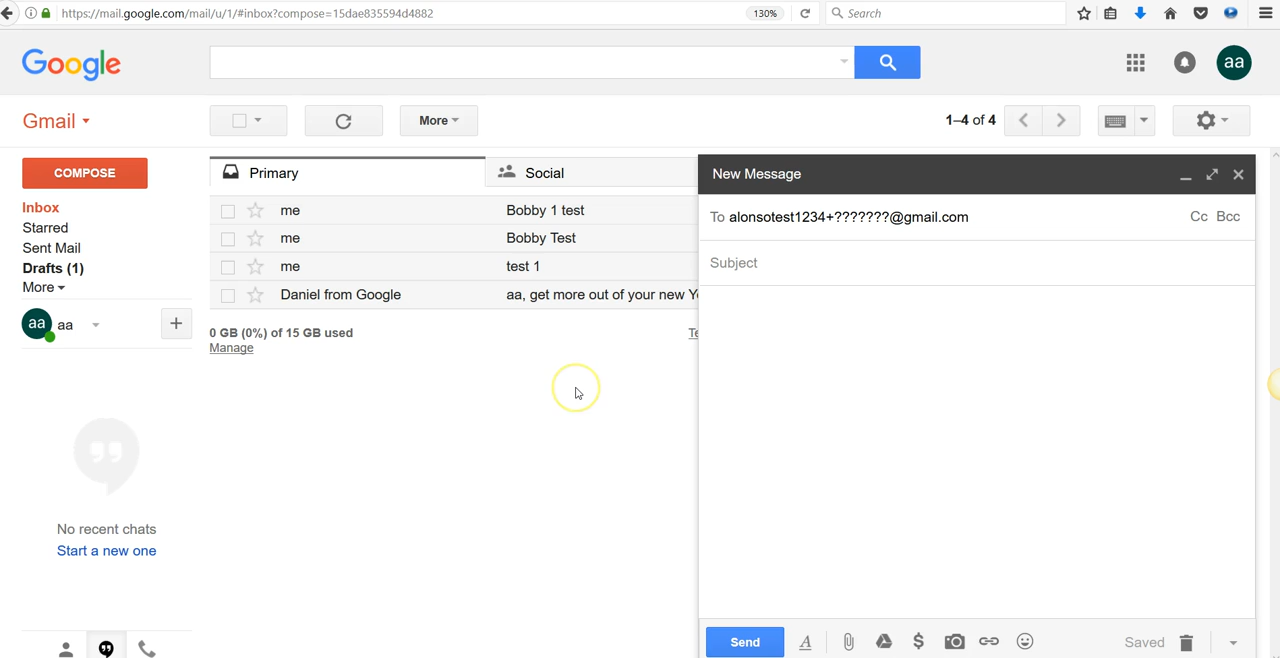 https://mail.google.com/mail/u/1/#inbox?compose=15dae835594d4882
130%
Search
Google
aa
Gmail
More
1–4 of 4
COMPOSE
Inbox
Starred
Sent Mail
Drafts (1)
More
aa
aa
No recent chats
Start a new one
Primary
Social
me Bobby 1 test
me Bobby Test
me test 1
Daniel from Google aa, get more out of your new
0 GB (0%) of 15 GB used
Manage
New Message
To alonsotest1234+???????@gmail.com
Cc Bcc
Subject
Send
Saved